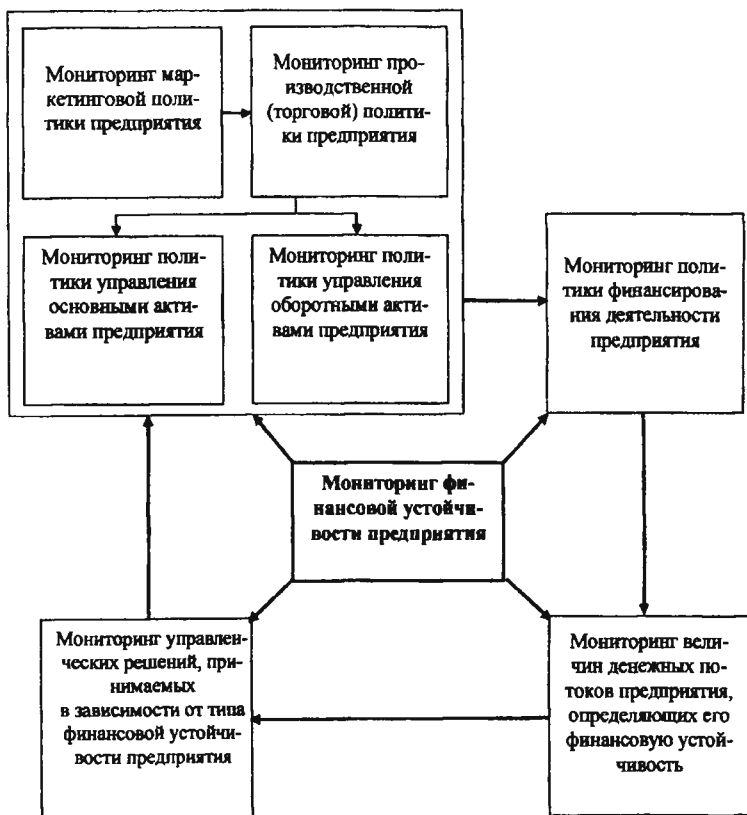 Мониторинг мар-
кетинговой поли-
тики предприятия
Мониторинг про-
изводственной
(торговой) полити-
ки предприятия
Мониторинг поли-
тики управления
основными акти-
вами предприятия
Мониторинг поли-
тики управления
оборотными акти-
вами предприятия
Мониторинг поли-
тики финансирова-
ния деятельности
предприятия
Мониторинг фи-
нансовой устойчи-
вости предприятия
Мониторинг управлен-
ческих решений, при-
нимаемых
в зависимости от типа
финансовой устойчи-
вости предприятия
Мониторинг вели-
чин денежных по-
токов предприятия,
определяющих его
финансовую устой-
чивость